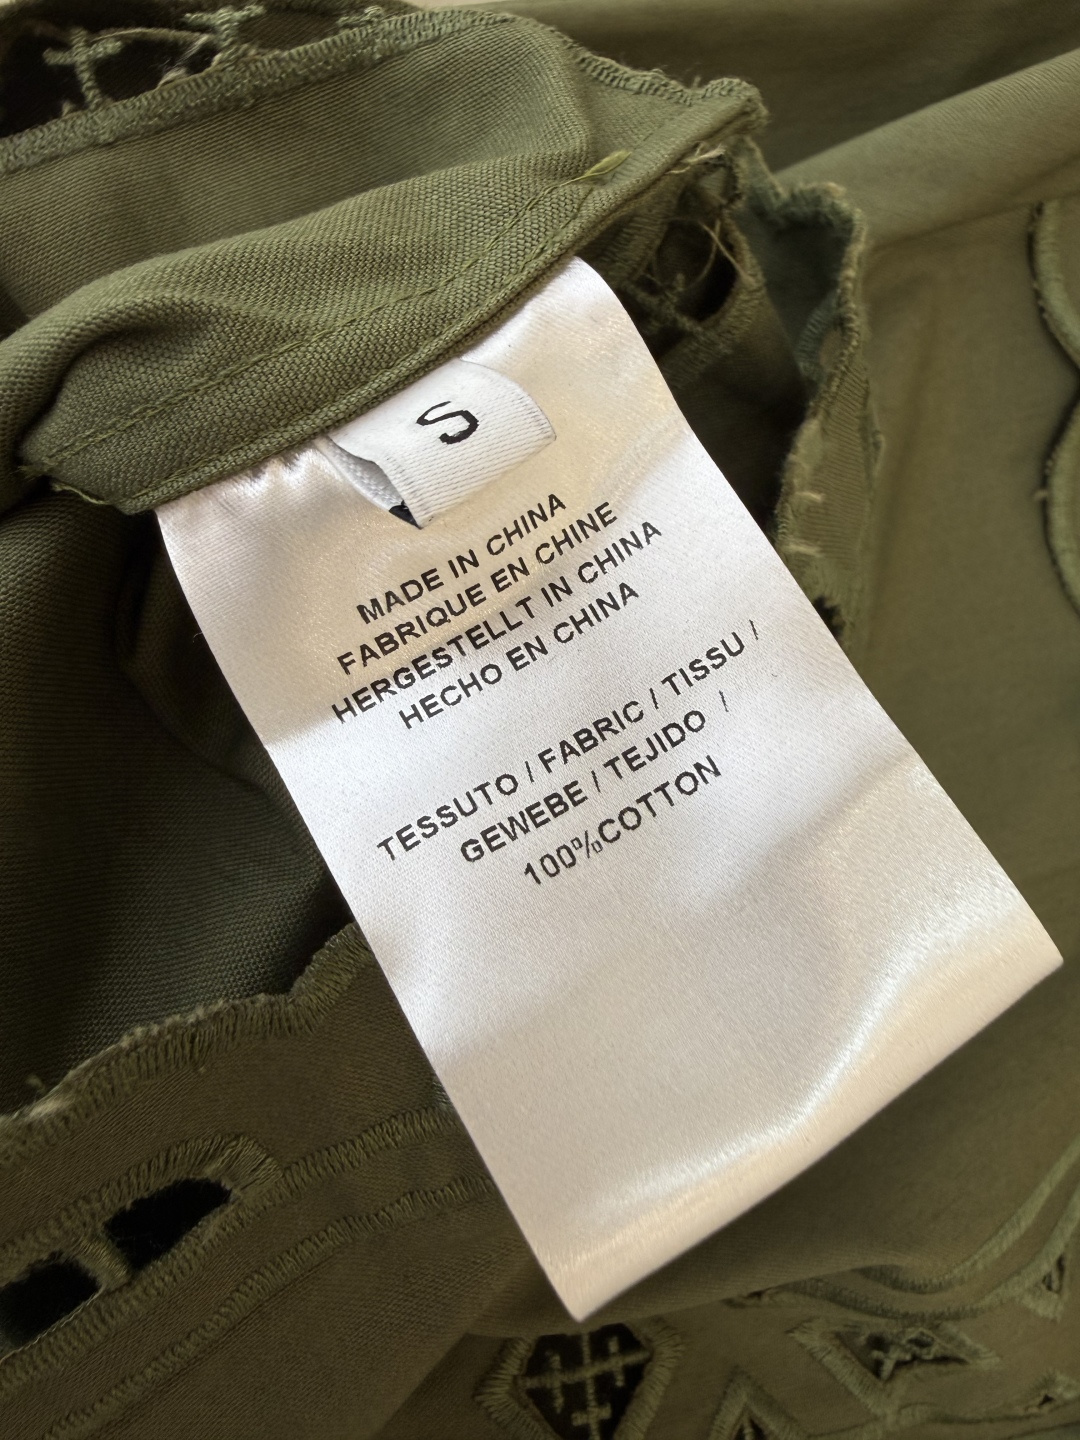 S
MADE IN CHINA
FABRIQUE EN CHINE
HERGESTELLT IN CHINA
HECHO EN CHINA
TESSUTO / FABRIC / TISSU /
GEWEBE / TEJIDO /
100%COTTON